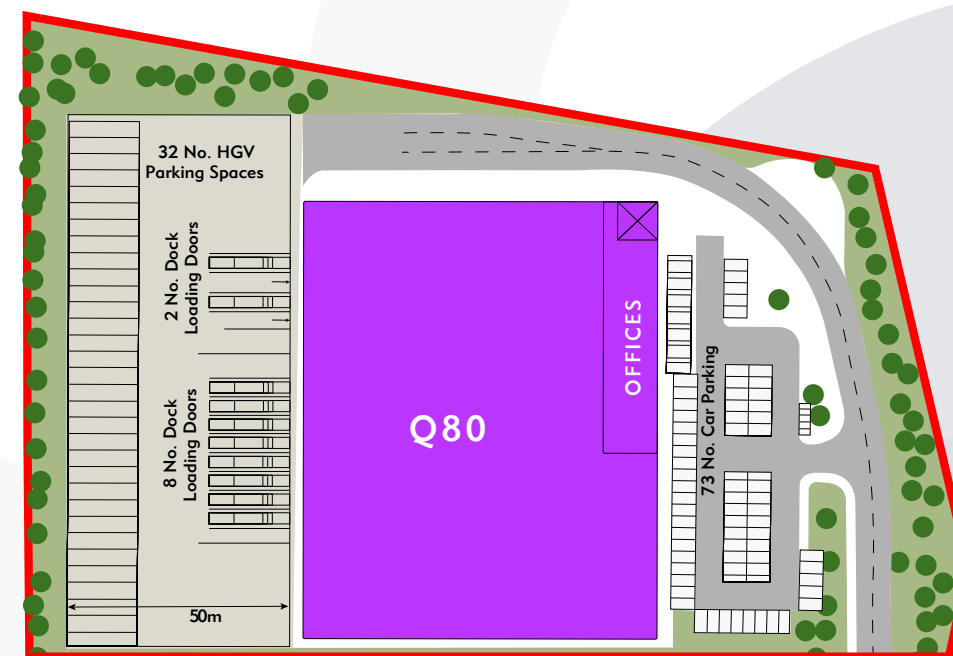 32 No. HGV
Parking Spaces
2 No. Dock
Loading Doors
8 No. Dock
Loading Doors
50m
Q80
OFFICES
73 No. Car Parking